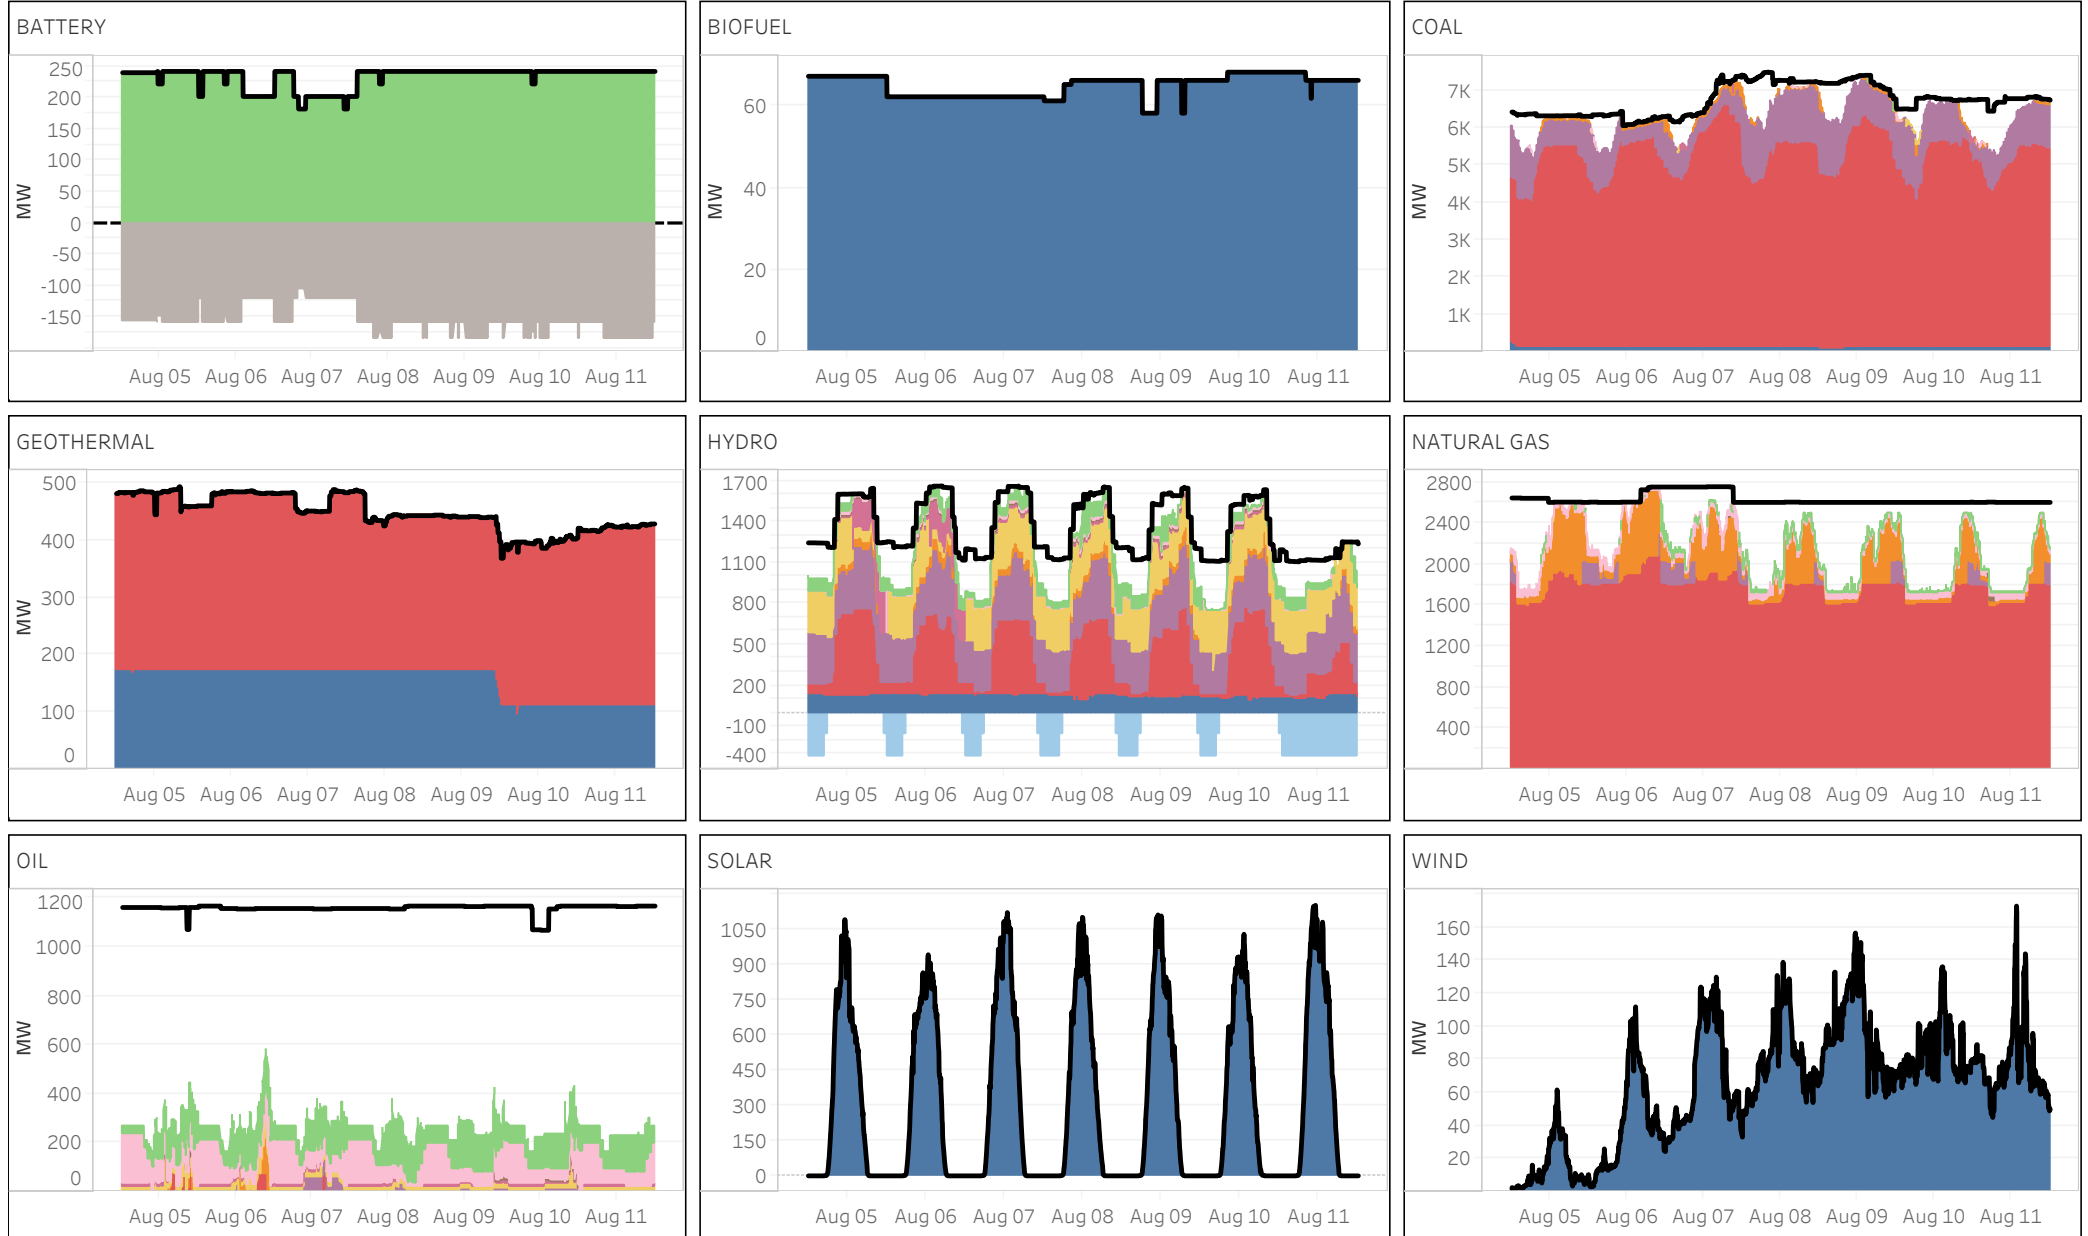 BATTERY
MW
250
200
150
100
50
0
-50
-100
-150
Aug 05 Aug 06 Aug 07 Aug 08 Aug 09 Aug 10 Aug 11
BIOFUEL
MW
60
40
20
0
Aug 05 Aug 06 Aug 07 Aug 08 Aug 09 Aug 10 Aug 11
COAL
MW
7K
6K
5K
4K
3K
2K
1K
Aug 05 Aug 06 Aug 07 Aug 08 Aug 09 Aug 10 Aug 11
GEOTHERMAL
MW
500
400
300
200
100
0
Aug 05 Aug 06 Aug 07 Aug 08 Aug 09 Aug 10 Aug 11
HYDRO
1700
1400
1100
800
500
200
-100
-400
Aug 05 Aug 06 Aug 07 Aug 08 Aug 09 Aug 10 Aug 11
NATURAL GAS
2800
2400
2000
1600
1200
800
400
Aug 05 Aug 06 Aug 07 Aug 08 Aug 09 Aug 10 Aug 11
OIL
MW
1200
1000
800
600
400
200
0
Aug 05 Aug 06 Aug 07 Aug 08 Aug 09 Aug 10 Aug 11
SOLAR
1050
900
750
600
450
300
150
0
Aug 05 Aug 06 Aug 07 Aug 08 Aug 09 Aug 10 Aug 11
WIND
MW
160
140
120
100
80
60
40
20
Aug 05 Aug 06 Aug 07 Aug 08 Aug 09 Aug 10 Aug 11